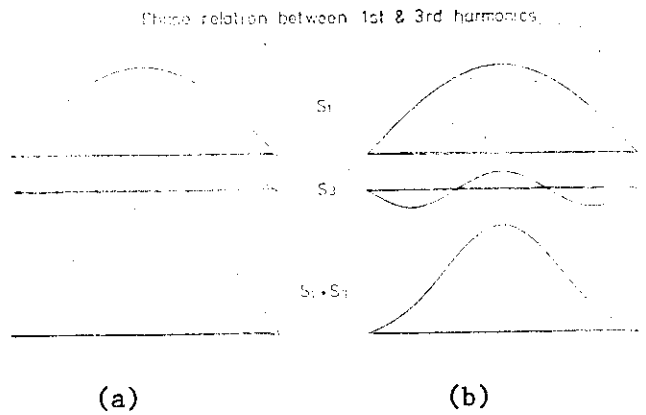 Phase relation between 1st & 3rd harmonics.
S1
S3
S1+S3
(a) (b)